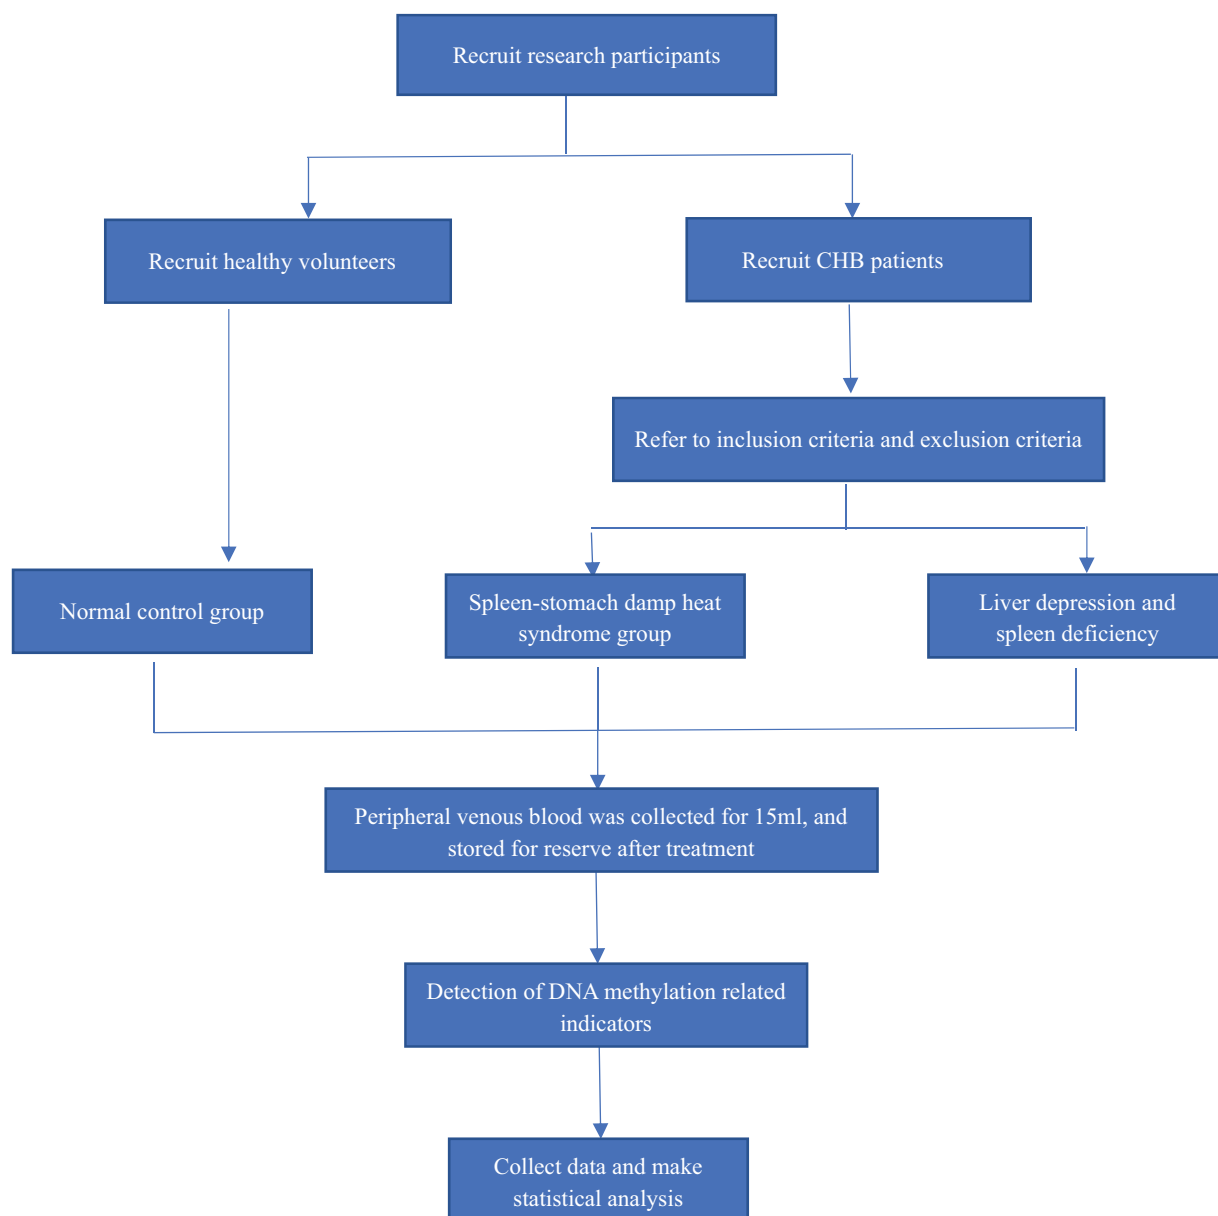 Recruit research participants
Recruit healthy volunteers
Recruit CHB patients
Refer to inclusion criteria and exclusion criteria
Normal control group
Spleen-stomach damp heat
syndrome group
Liver depression and
spleen deficiency
Peripheral venous blood was collected for 15ml, and
stored for reserve after treatment
Detection of DNA methylation related
indicators
Collect data and make
statistical analysis